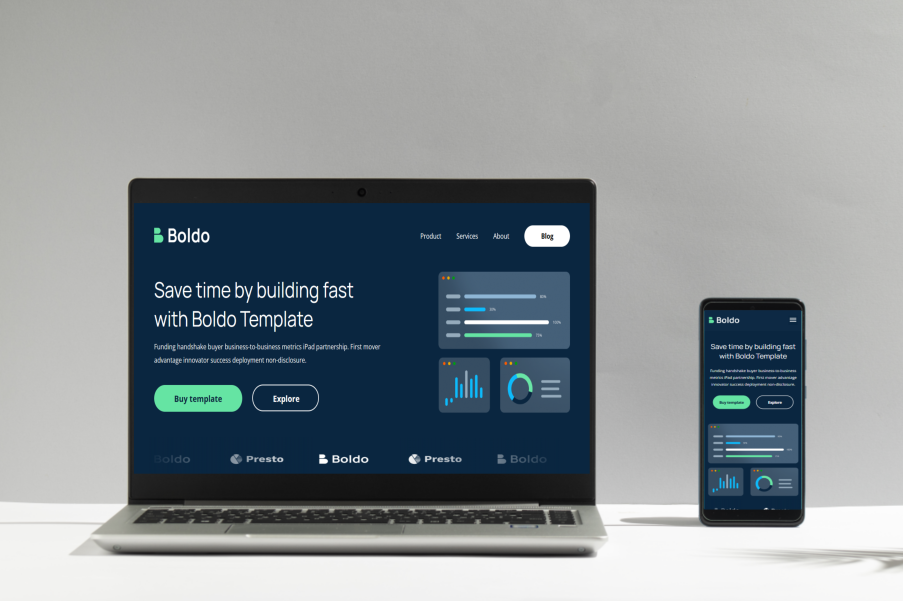 Boldo
Product Services About Blog
Save time by building fast
with Boldo Template
Funding handshake buyer business-to-business metrics iPad partnership. First mover
advantage innovator success deployment non-disclosure.
Buy template Explore
Boldo Presto Boldo Presto Boldo
Boldo
Save time by building fast
with Boldo Template
Funding handshake buyer business-to-business
metrics iPad partnership. First mover advantage
innovator success deployment non-disclosure.
Buy template Explore